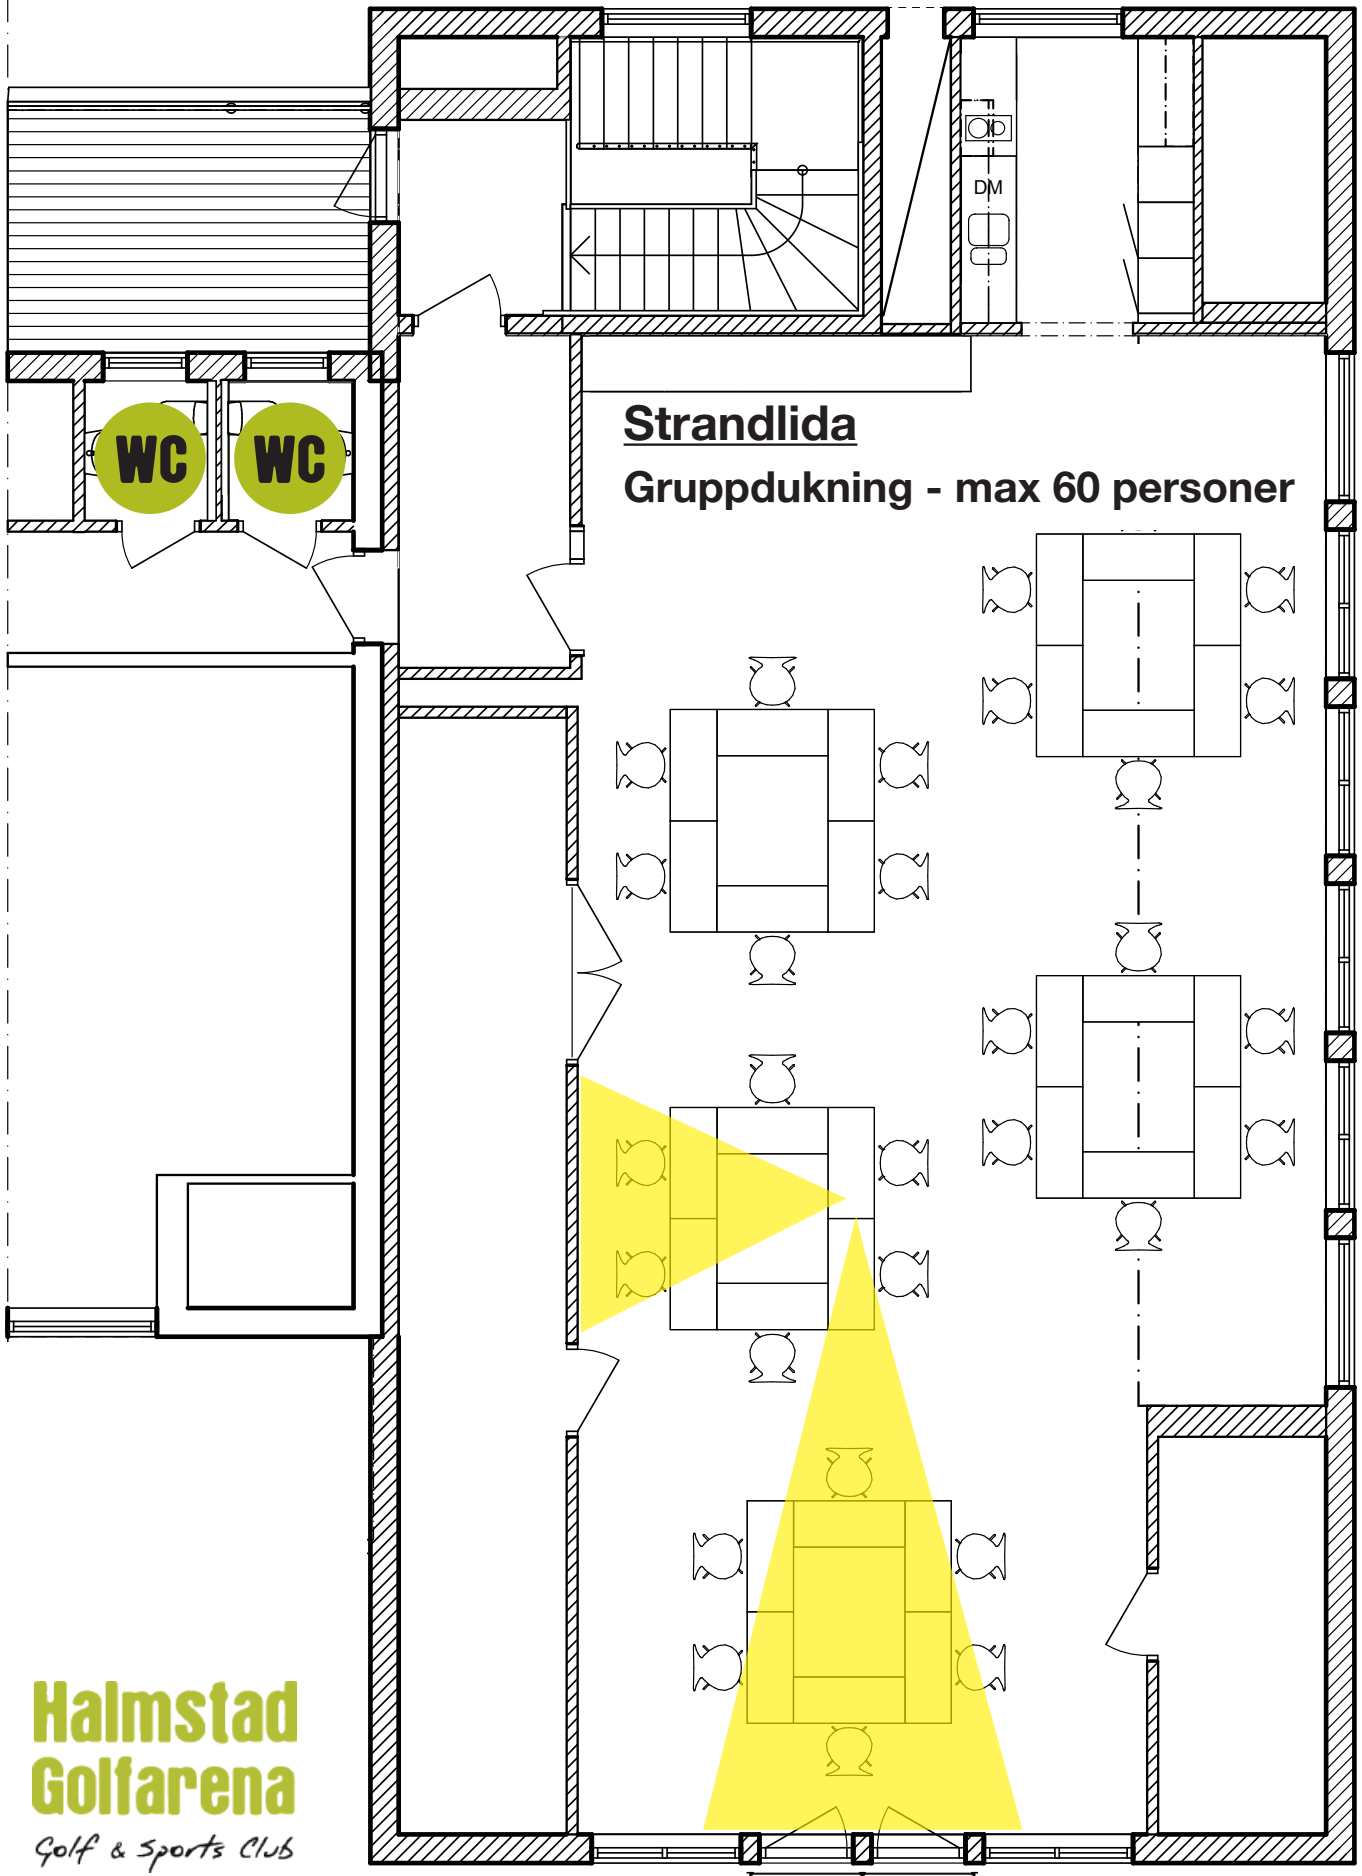 DM
Strandlida
Gruppdukning - max 60 personer
WC WC
Halmstad
Golfarena
Golf & Sports Club